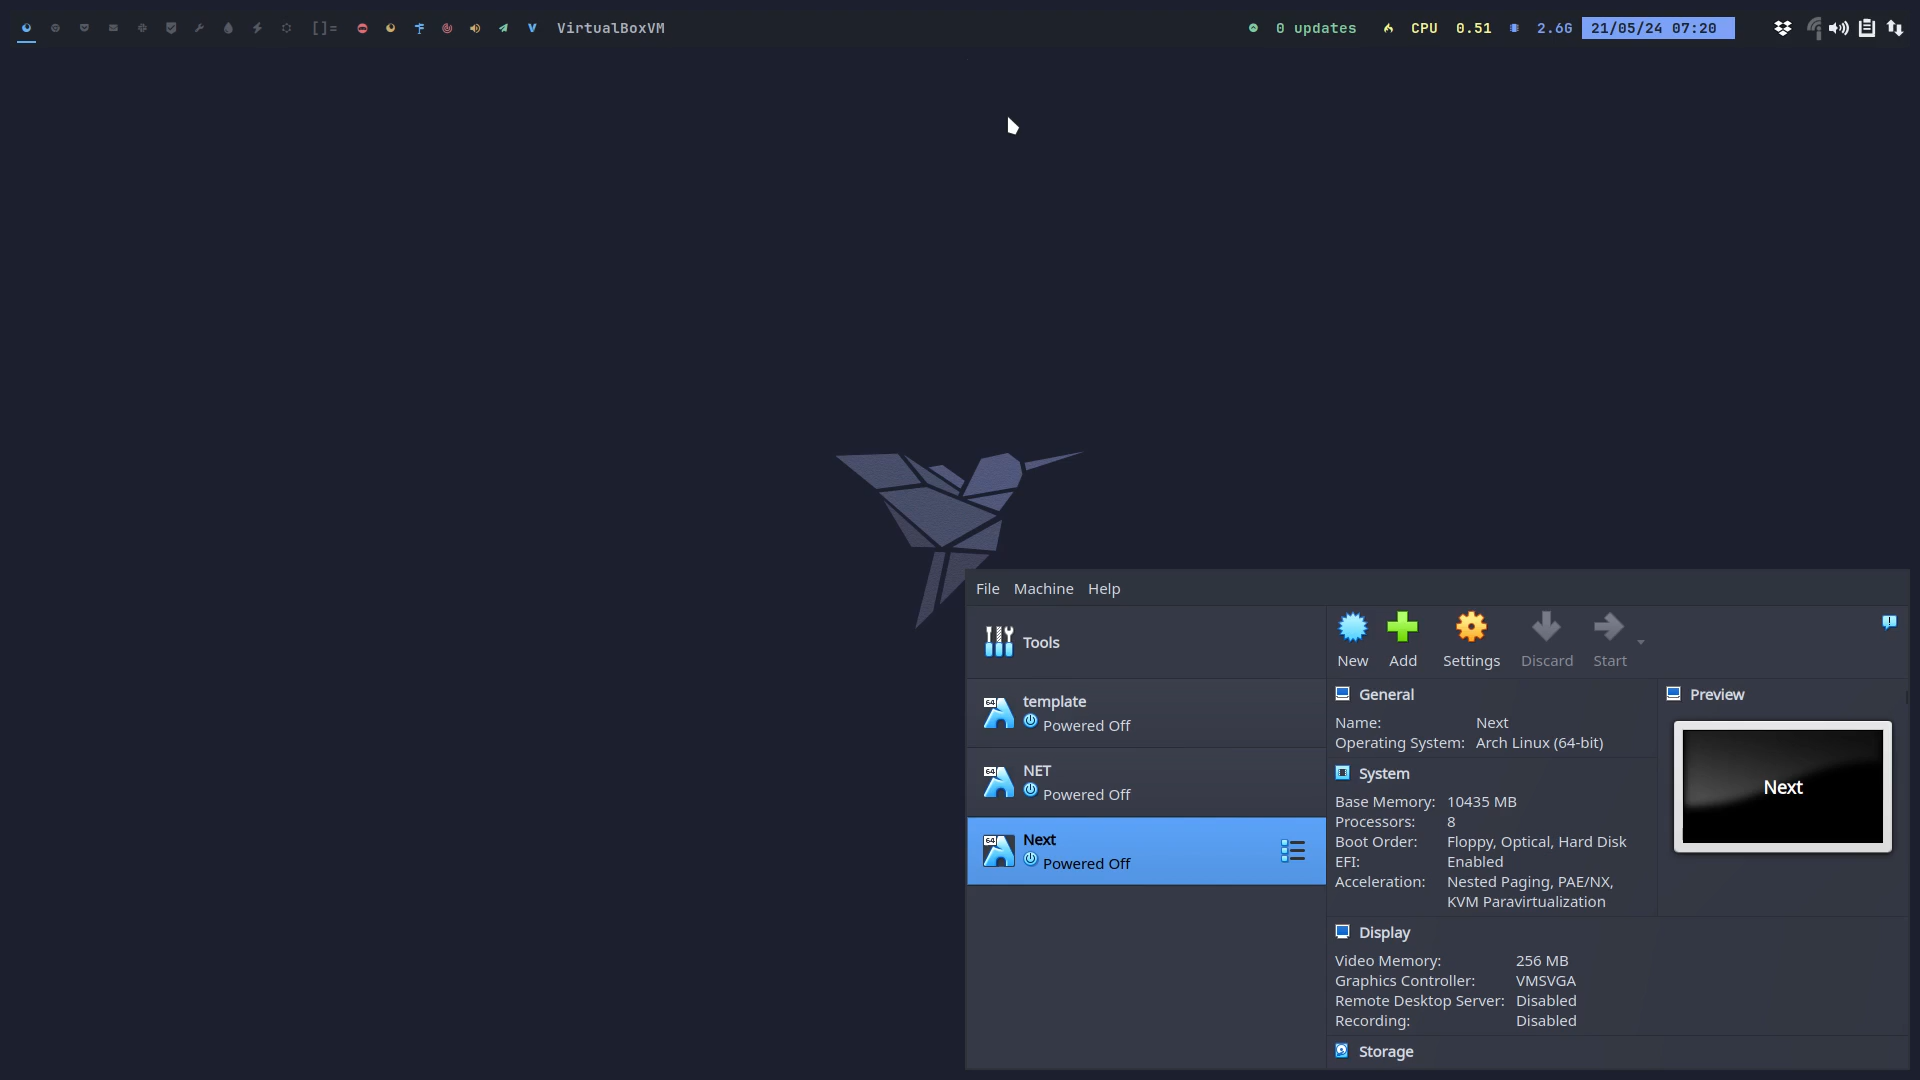 []= V VirtualBoxVM 0 updates CPU 0.51 2.6G 21/05/24 07:20
File Machine Help
Tools
New Add Settings Discard Start
template
Powered Off
NET
Powered Off
Next
Powered Off
General
Name: Next
Operating System: Arch Linux (64-bit)
System
Base Memory: 10435 MB
Processors: 8
Boot Order: Floppy, Optical, Hard Disk
EFI: Enabled
Acceleration: Nested Paging, PAE/NX,
KVM Paravirtualization
Preview
Next
Display
Video Memory: 256 MB
Graphics Controller: VMSVGA
Remote Desktop Server: Disabled
Recording: Disabled
Storage